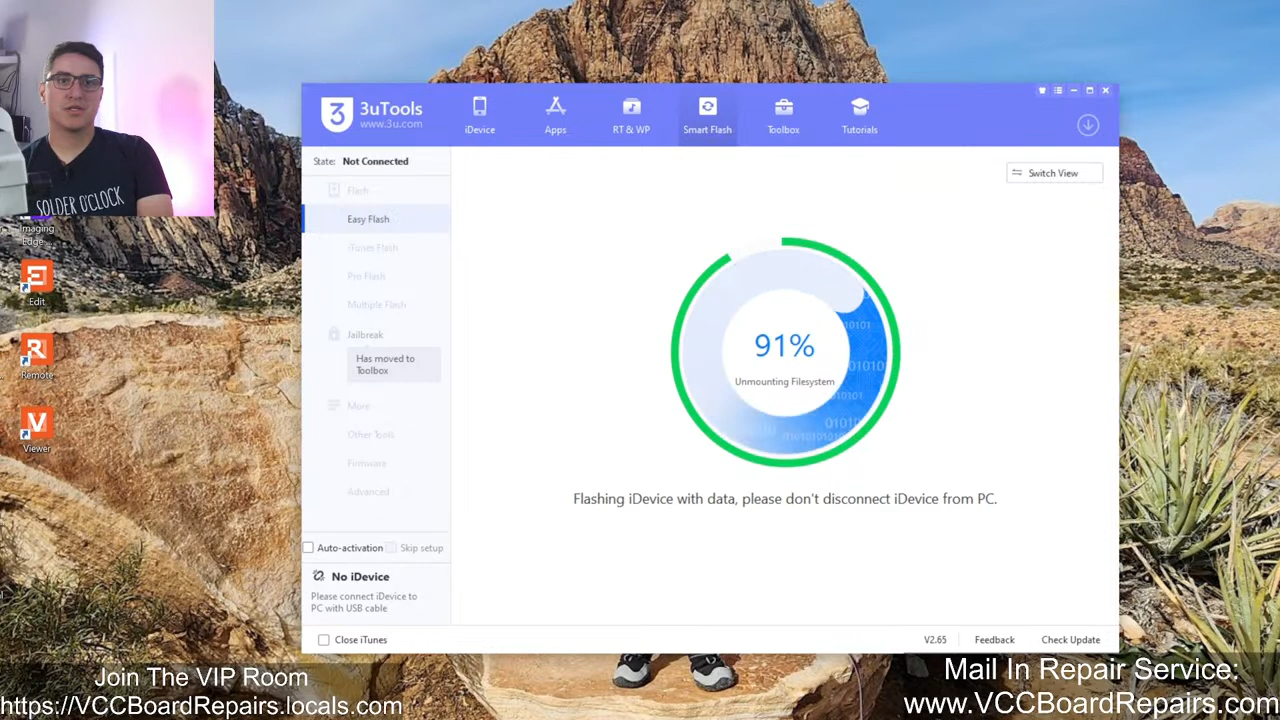 SOLDER O'CLOCK
Imaging
Edge...
Edit
Remote
Viewer
3uTools
www.3u.com
iDevice
Apps
RT & WP
Smart Flash
Toolbox
Tutorials
State: Not Connected
Flash
Easy Flash
iTunes Flash
Pro Flash
Multiple Flash
Jailbreak
Has moved to
Toolbox
More
Other Tools
Firmware
Advanced
Auto-activation
Skip setup
No iDevice
Please connect iDevice to
PC with USB cable
Close iTunes
Switch View
91%
Unmounting Filesystem
Flashing iDevice with data, please don't disconnect iDevice from PC.
V2.65
Feedback
Check Update
Join The VIP Room
https://VCCBoardRepairs.locals.com
Mail In Repair Service:
www.VCCBoardRepairs.com